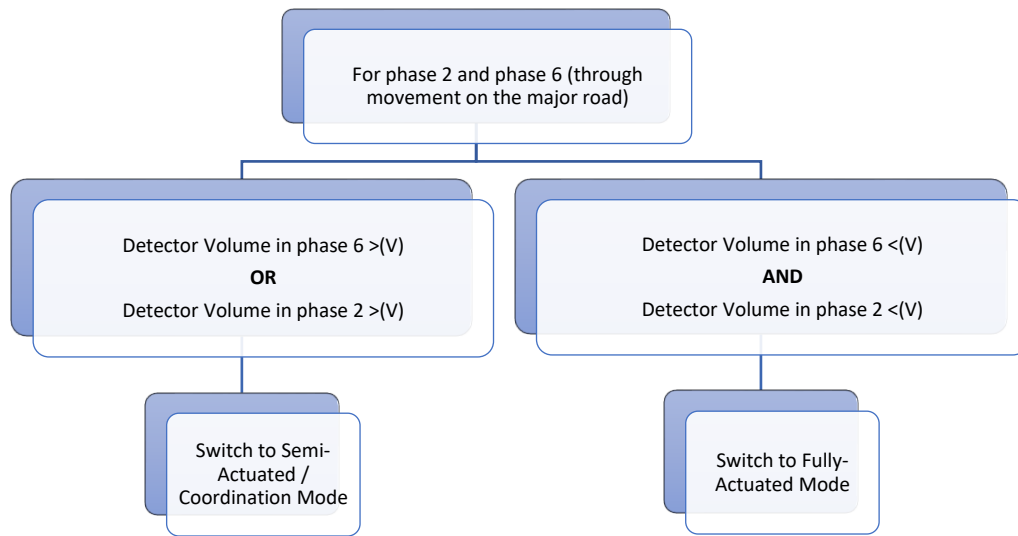 For phase 2 and phase 6 (through
movement on the major road)
Detector Volume in phase 6 >(V)
OR
Detector Volume in phase 2 >(V)
Detector Volume in phase 6 <(V)
AND
Detector Volume in phase 2 <(V)
Switch to Semi-
Actuated /
Coordination Mode
Switch to Fully-
Actuated Mode